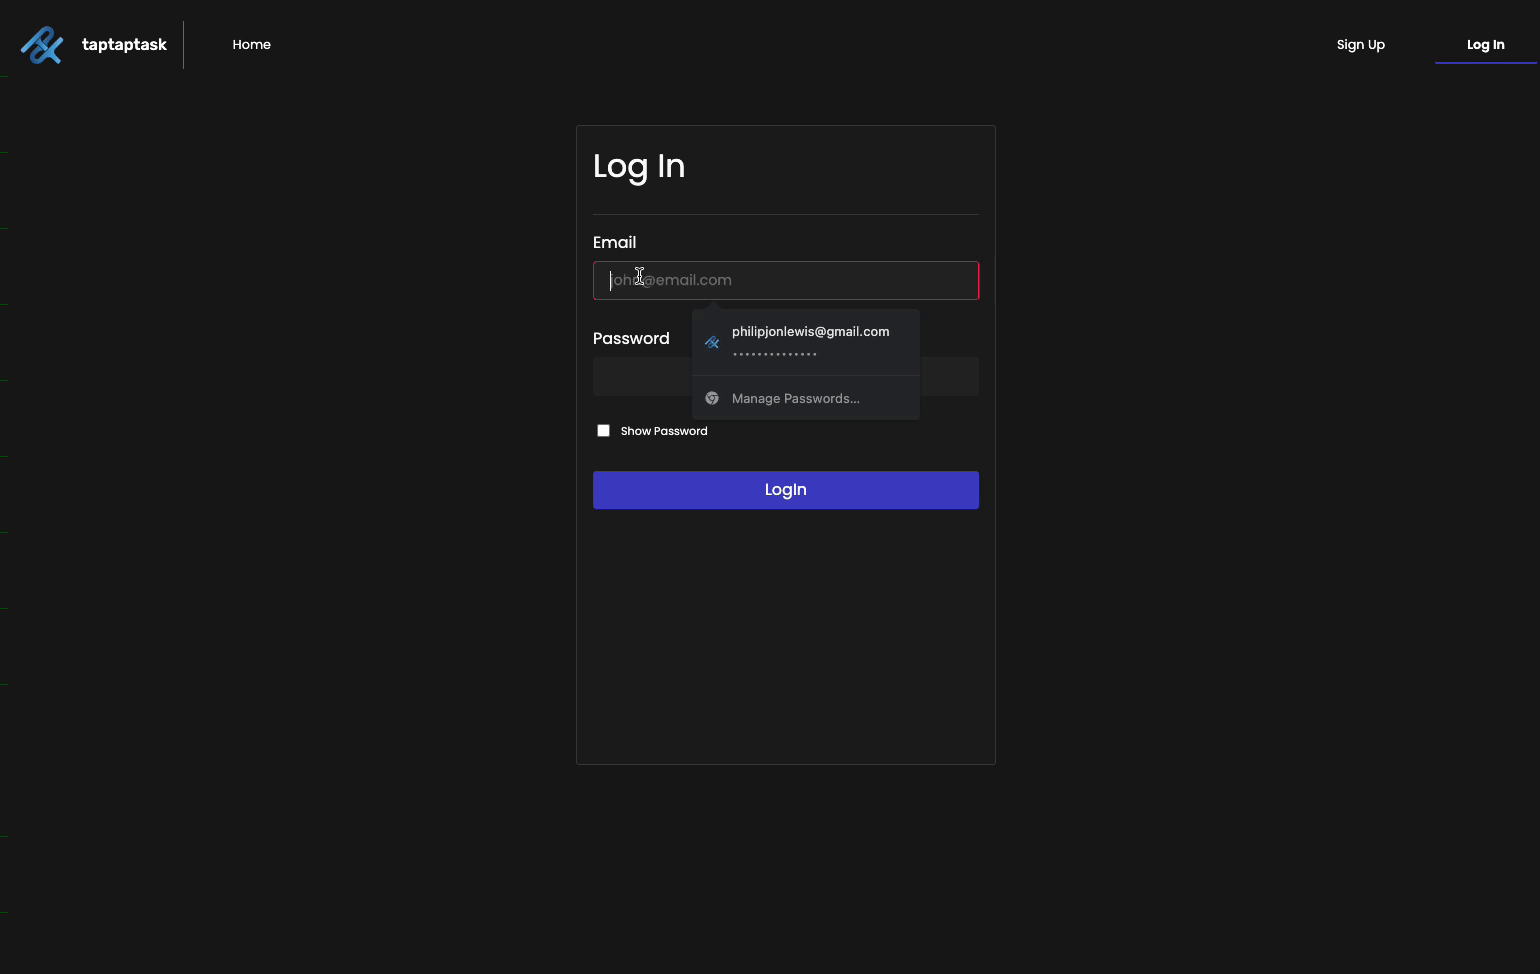 taptaptask
Home
Sign Up
Log In
Log In
Email
john@email.com
philipjonlewis@gmail.com
Password
••••••••••••••
Manage Passwords...
Show Password
LogIn